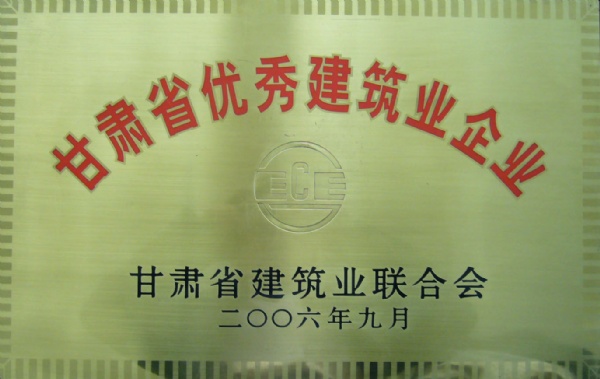 甘肃省优秀建筑业企业
ECE
甘肃省建筑业联合会
二〇〇六年九月